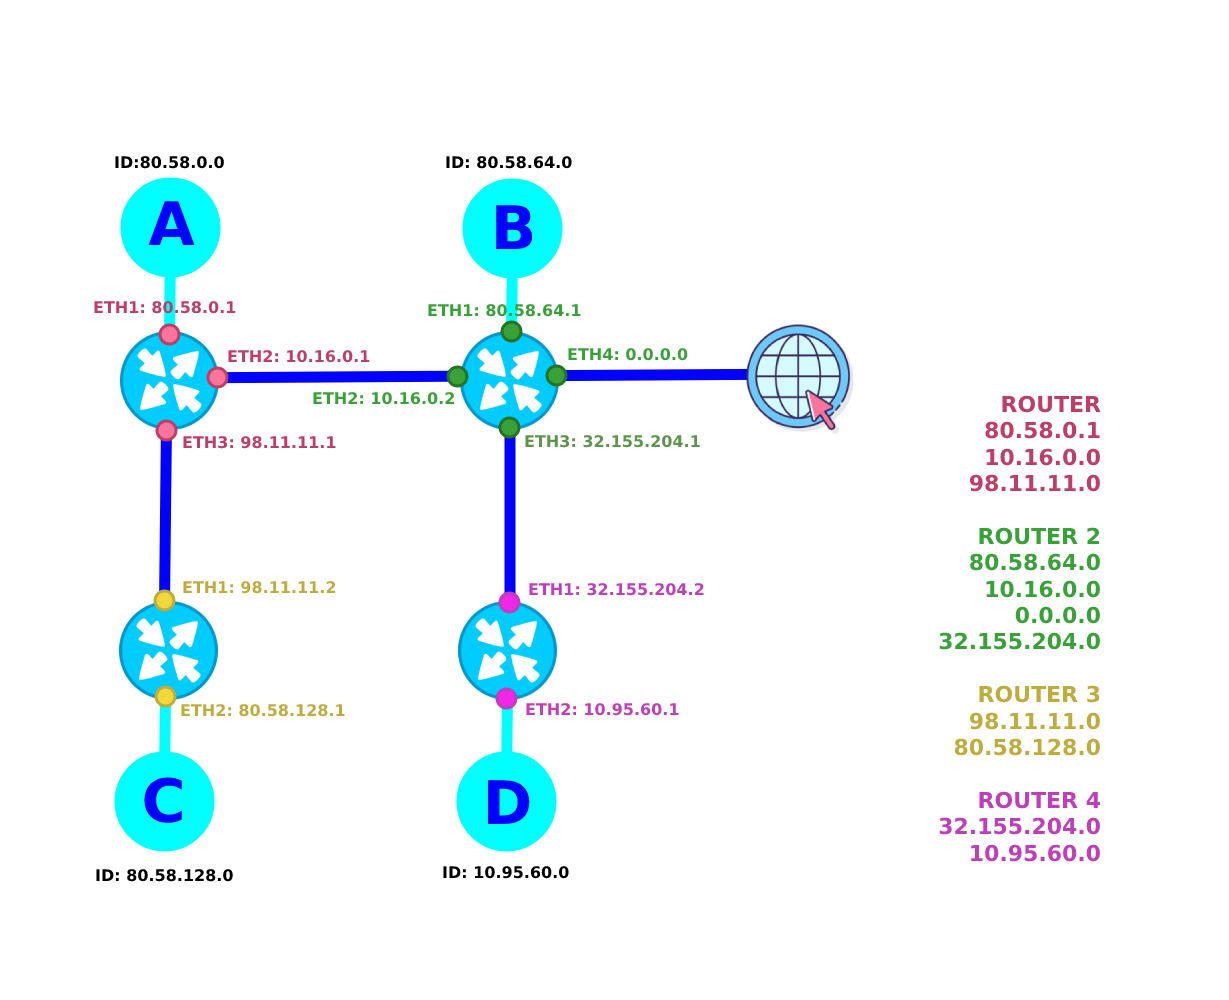 ID:80.58.0.0
ID: 80.58.64.0
A
B
ETH1: 80.58.0.1
ETH1: 80.58.64.1
ETH2: 10.16.0.1
ETH4: 0.0.0.0
ETH2: 10.16.0.2
ETH3: 98.11.11.1
ETH3: 32.155.204.1
ETH1: 98.11.11.2
ETH1: 32.155.204.2
ETH2: 80.58.128.1
ETH2: 10.95.60.1
C
D
ID: 80.58.128.0
ID: 10.95.60.0
ROUTER
80.58.0.1
10.16.0.0
98.11.11.0
ROUTER 2
80.58.64.0
10.16.0.0
0.0.0.0
32.155.204.0
ROUTER 3
98.11.11.0
80.58.128.0
ROUTER 4
32.155.204.0
10.95.60.0